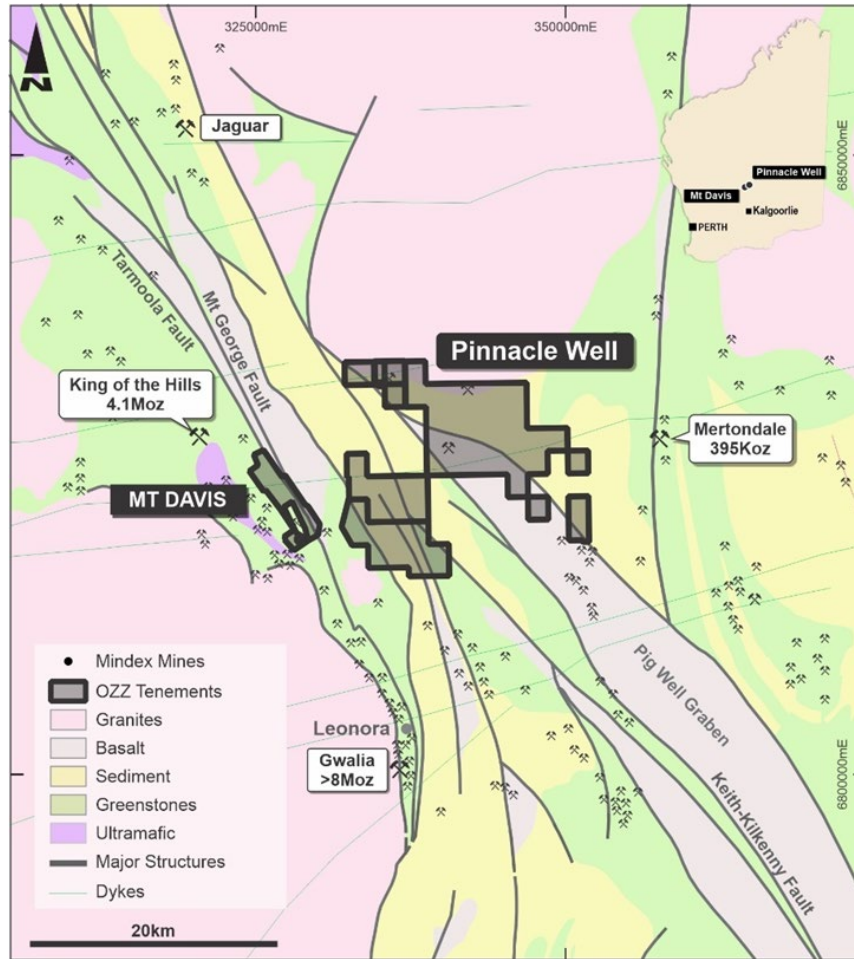 325000mE
350000mE
N
Jaguar
6850000mE
Pinnacle Well
Mt Davis
Kalgoorlie
PERTH
Tarmoola Fault
Mt George Fault
Pinnacle Well
King of the Hills
4.1Moz
Mertondale
395Koz
MT DAVIS
Pig Well Graben
Keith-Kilkenny Fault
Leonora
Gwalia
>8Moz
6800000mE
Mindex Mines
OZZ Tenements
Granites
Basalt
Sediment
Greenstones
Ultramafic
Major Structures
Dykes
20km